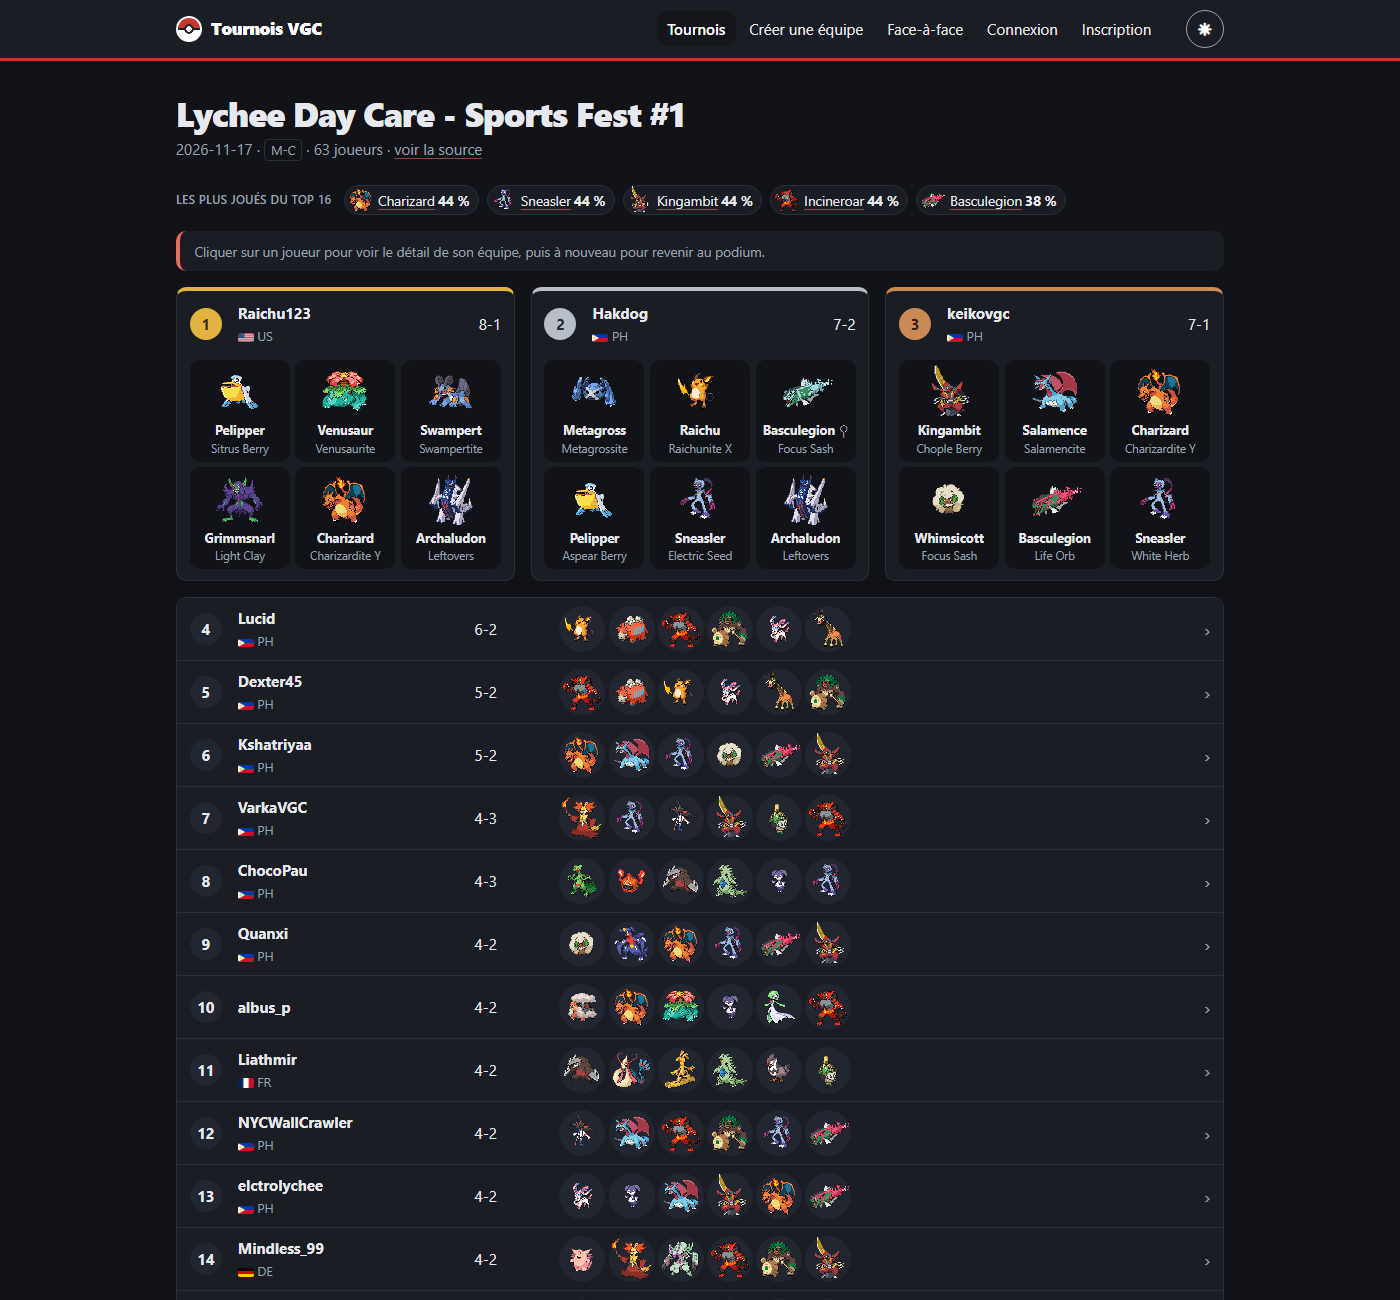 Tournois VGC
Tournois
Créer une équipe
Face-à-face
Connexion
Inscription
Lychee Day Care - Sports Fest #1
2026-11-17 · M-C · 63 joueurs · voir la source
LES PLUS JOUÉS DU TOP 16
Charizard 44 %
Sneasler 44 %
Kingambit 44 %
Incineroar 44 %
Basculegion 38 %
Cliquer sur un joueur pour voir le détail de son équipe, puis à nouveau pour revenir au podium.
1
Raichu123
US
8-1
Pelipper
Sitrus Berry
Venusaur
Venusaurite
Swampert
Swampertite
Grimmsnarl
Light Clay
Charizard
Charizardite Y
Archaludon
Leftovers
2
Hakdog
PH
7-2
Metagross
Metagrossite
Raichu
Raichunite X
Basculegion ♀
Focus Sash
Pelipper
Aspear Berry
Sneasler
Electric Seed
Archaludon
Leftovers
3
keikovgc
PH
7-1
Kingambit
Chople Berry
Salamence
Salamencite
Charizard
Charizardite Y
Whimsicott
Focus Sash
Basculegion
Life Orb
Sneasler
White Herb
4
Lucid
PH
6-2
5
Dexter45
PH
5-2
6
Kshatriyaa
PH
5-2
7
VarkaVGC
PH
4-3
8
ChocoPau
PH
4-3
9
Quanxi
PH
4-2
10
albus_p
4-2
11
Liathmir
FR
4-2
12
NYCWallCrawler
PH
4-2
13
elctrolychee
PH
4-2
14
Mindless_99
DE
4-2